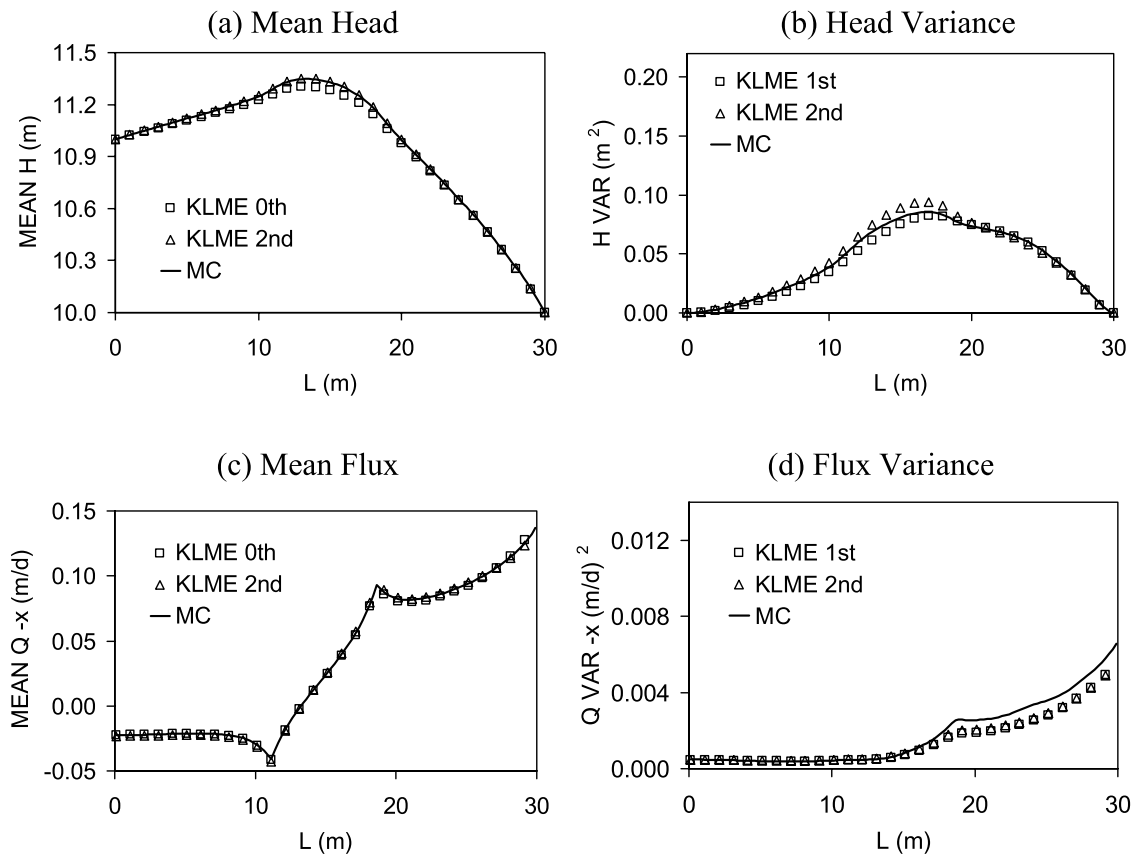 (a) Mean Head
11.5
11.2
10.9
10.6
10.3
10.0
MEAN H (m)
KLME 0th
KLME 2nd
MC
0 10 20 30
L (m)
(b) Head Variance
0.20
0.15
0.10
0.05
0.00
H VAR (m²)
KLME 1st
KLME 2nd
MC
0 10 20 30
L (m)
(c) Mean Flux
0.15
0.10
0.05
0.00
-0.05
MEAN Q -x (m/d)
KLME 0th
KLME 2nd
MC
0 10 20 30
L (m)
(d) Flux Variance
0.012
0.008
0.004
0.000
Q VAR -x (m/d) ²
KLME 1st
KLME 2nd
MC
0 10 20 30
L (m)